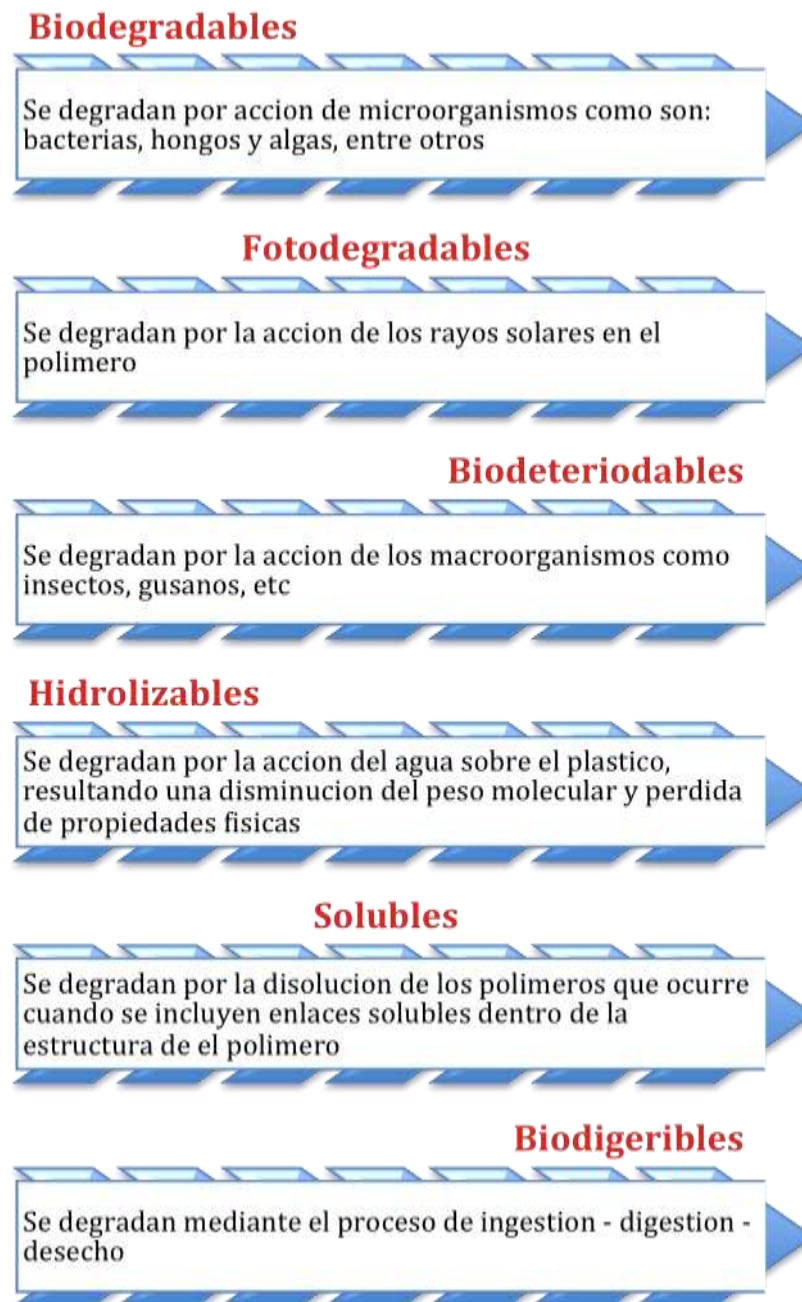 Biodegradables
Se degradan por accion de microorganismos como son:
bacterias, hongos y algas, entre otros
Fotodegradables
Se degradan por la accion de los rayos solares en el
polimero
Biodeteriodables
Se degradan por la accion de los macroorganismos como
insectos, gusanos, etc
Hidrolizables
Se degradan por la accion del agua sobre el plastico,
resultando una disminucion del peso molecular y perdida
de propiedades fisicas
Solubles
Se degradan por la disolucion de los polimeros que ocurre
cuando se incluyen enlaces solubles dentro de la
estructura de el polimero
Biodigeribles
Se degradan mediante el proceso de ingestion - digestion -
desecho